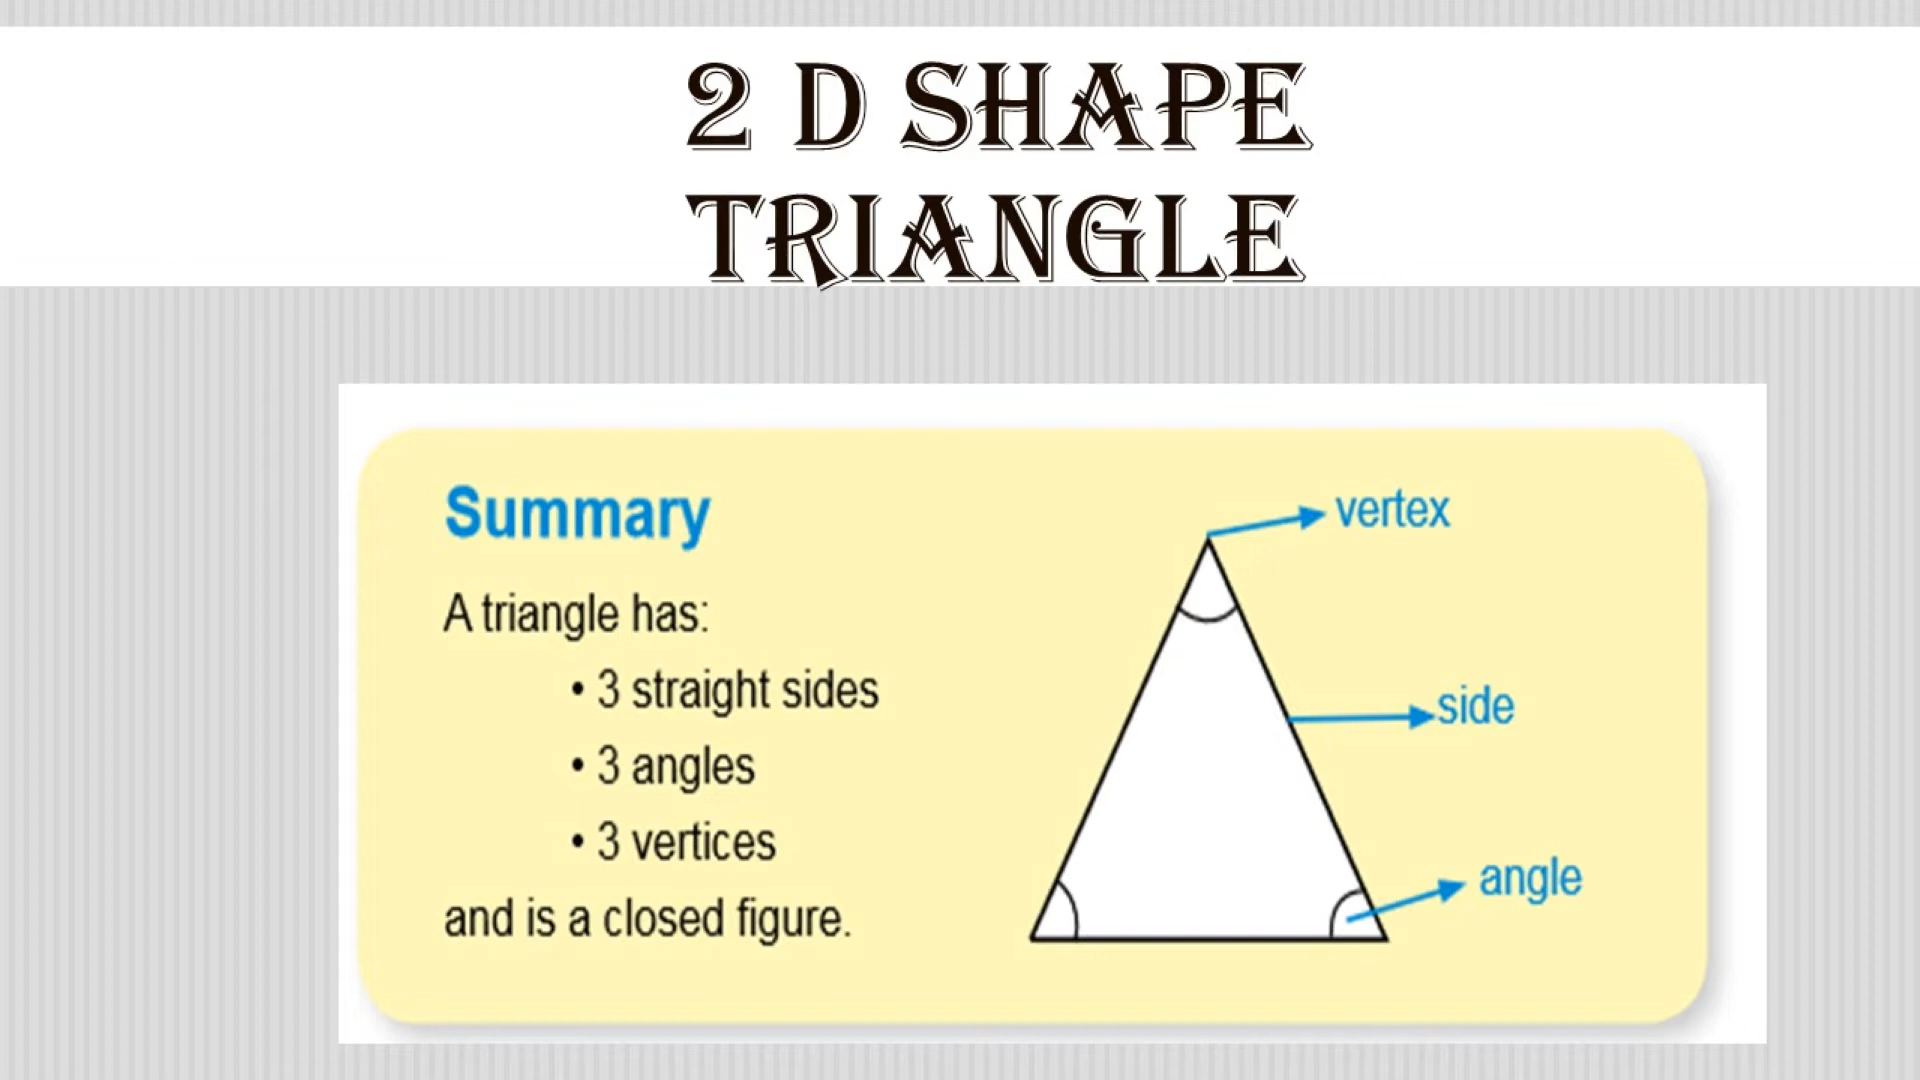 2 D SHAPE
TRIANGLE
Summary
A triangle has:
• 3 straight sides
• 3 angles
• 3 vertices
and is a closed figure.
vertex
side
angle